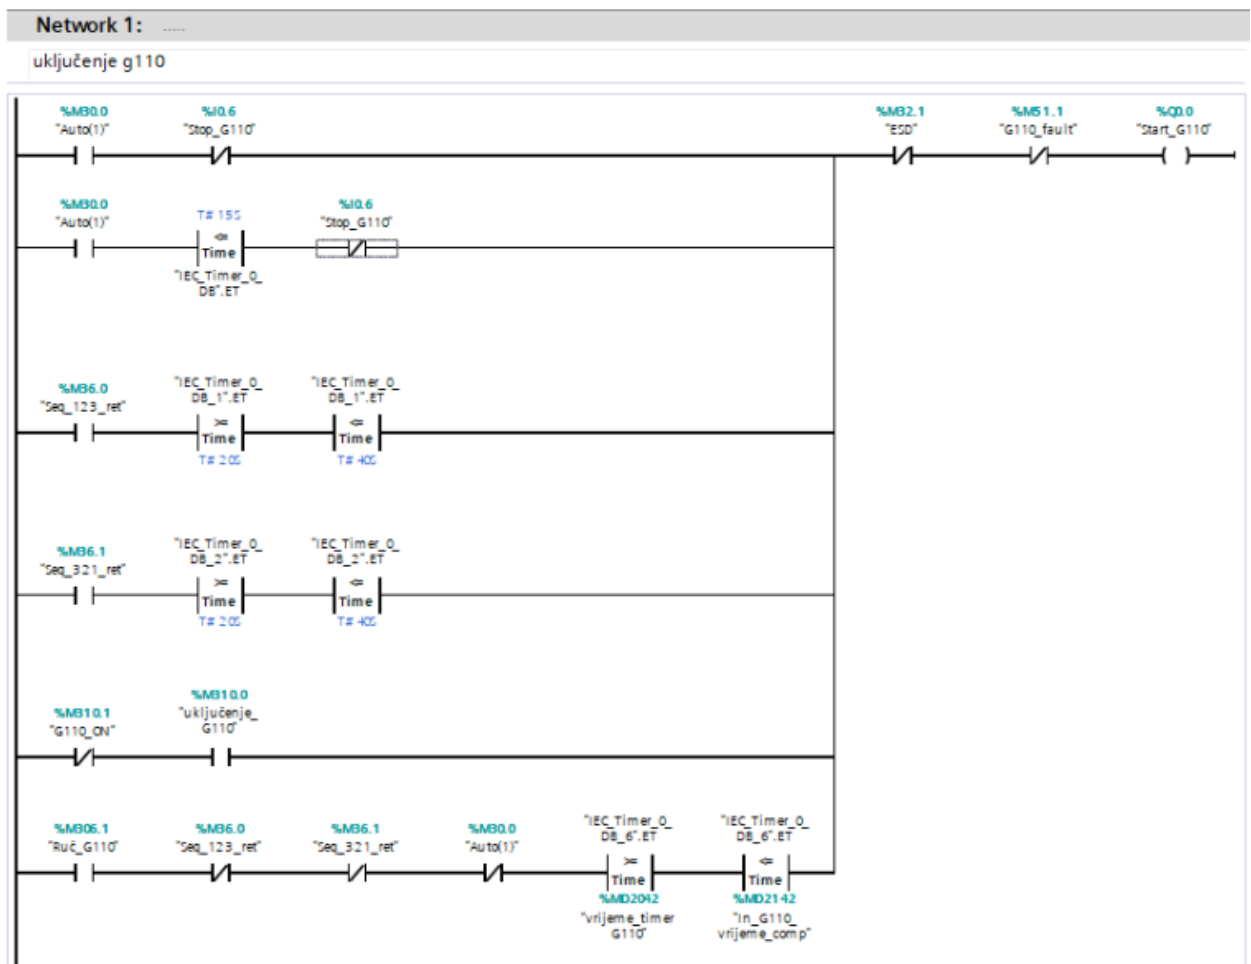 Network 1: .....
uključenje g110
%M30.0 %I0.6 %M32.1 %M51.1 %Q0.0
"Auto(1)" "Stop_G110" "ESD" "G110_fault" "Start_G110"
%M30.0 T# 15S %I0.6
"Auto(1)" "Stop_G110"
<=
Time
"IEC_Timer_0_
DB".ET
%M36.0 "IEC_Timer_0_ "IEC_Timer_0_
"Seq_123_ret" DB_1".ET DB_1".ET
>= <=
Time Time
T# 20S T# 40S
%M36.1 "IEC_Timer_0_ "IEC_Timer_0_
"Seq_321_ret" DB_2".ET DB_2".ET
>= <=
Time Time
T# 20S T# 40S
%M310.0
%M310.1 "uključenje_
"G110_ON" G110"
%M306.1 %M36.0 %M36.1 %M30.0 "IEC_Timer_0_ "IEC_Timer_0_
"Ruč_G110" "Seq_123_ret" "Seq_321_ret" "Auto(1)" DB_6".ET DB_6".ET
>= <=
Time Time
%MD2042 %MD2142
"vrijeme_timer "In_G110_
G110" vrijeme_comp"